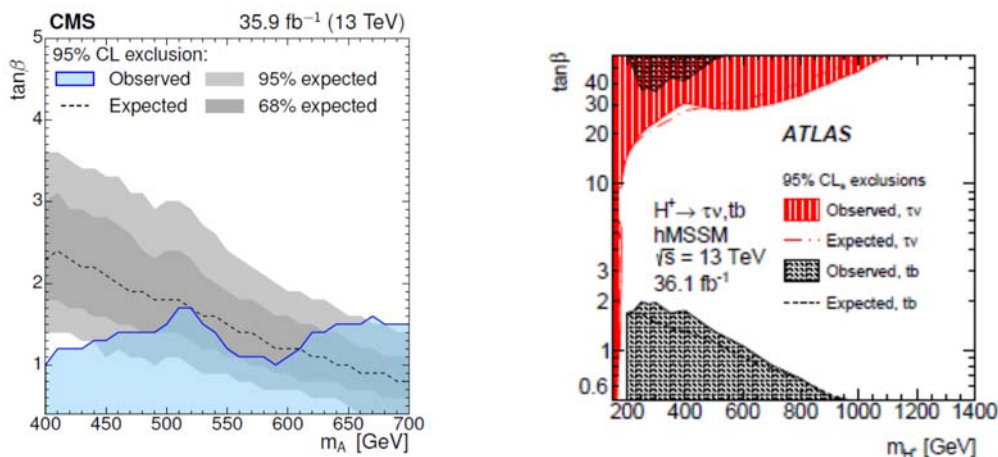 CMS 35.9 fb⁻¹ (13 TeV)
95% CL exclusion:
Observed 95% expected
Expected 68% expected
tanβ
5
4
3
2
1
400 450 500 550 600 650 700
m_A [GeV]
tanβ
40
30
20
10
3
2
1
0.6
ATLAS
95% CL_s exclusions
H⁺ → τν,tb
hMSSM
√s = 13 TeV
36.1 fb⁻¹
Observed, τν
Expected, τν
Observed, tb
Expected, tb
200 400 600 800 1000 1200 1400
m_H⁺ [GeV]